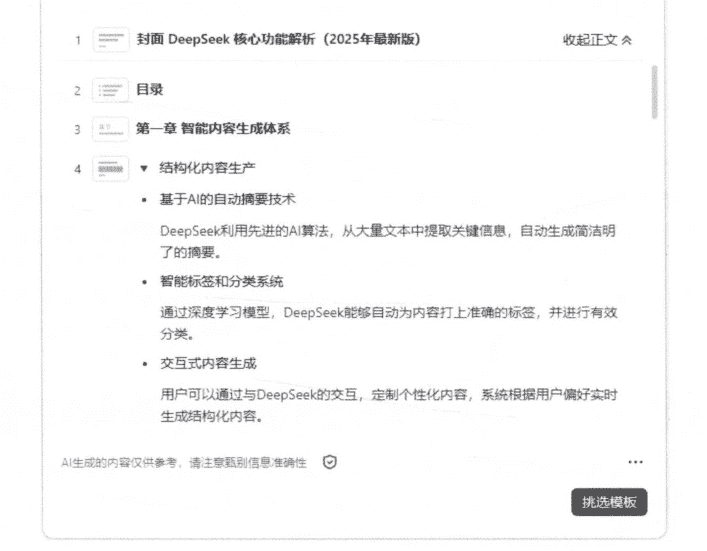 1 封面 DeepSeek 核心功能解析（2025年最新版） 收起正文
2 目录
3 第一章 智能内容生成体系
4 ▼ 结构化内容生产
• 基于AI的自动摘要技术
DeepSeek利用先进的AI算法，从大量文本中提取关键信息，自动生成简洁明
了的摘要。
• 智能标签和分类系统
通过深度学习模型，DeepSeek能够自动为内容打上准确的标签，并进行有效
分类。
• 交互式内容生成
用户可以通过与DeepSeek的交互，定制个性化内容，系统根据用户偏好实时
生成结构化内容。
AI生成的内容仅供参考，请注意甄别信息准确性
挑选模板